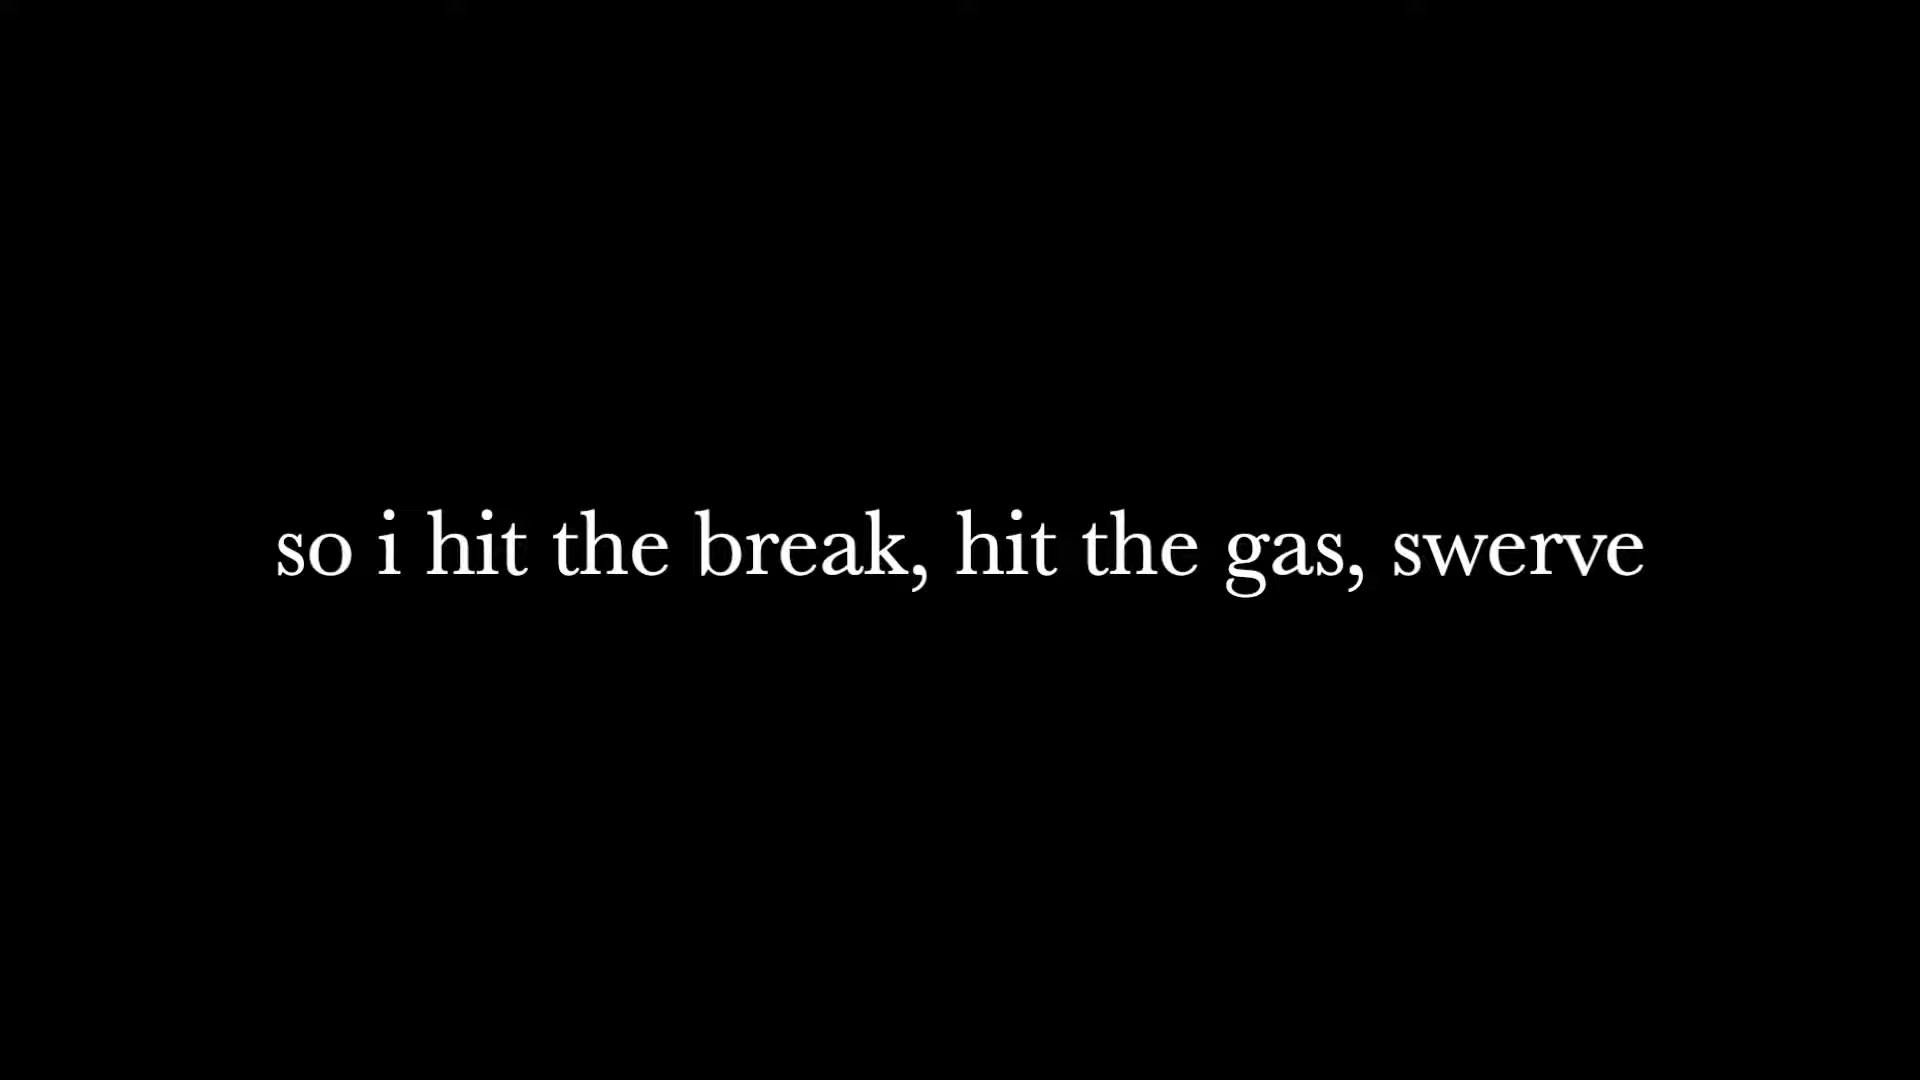 so i hit the break, hit the gas, swerve